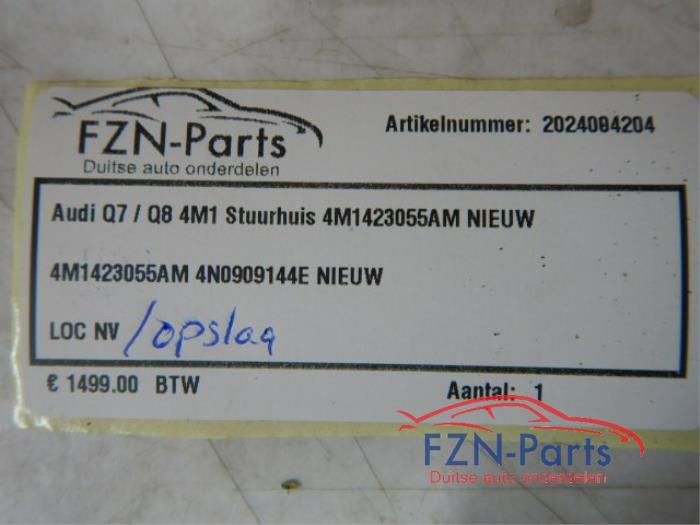 FZN-Parts
Duitse auto onderdelen
Artikelnummer: 2024084204
Audi Q7 / Q8 4M1 Stuurhuis 4M1423055AM NIEUW
4M1423055AM 4N0909144E NIEUW
LOC NV /opslag
€ 1499.00 BTW
Aantal: 1
FZN-Parts
Duitse auto onderdelen